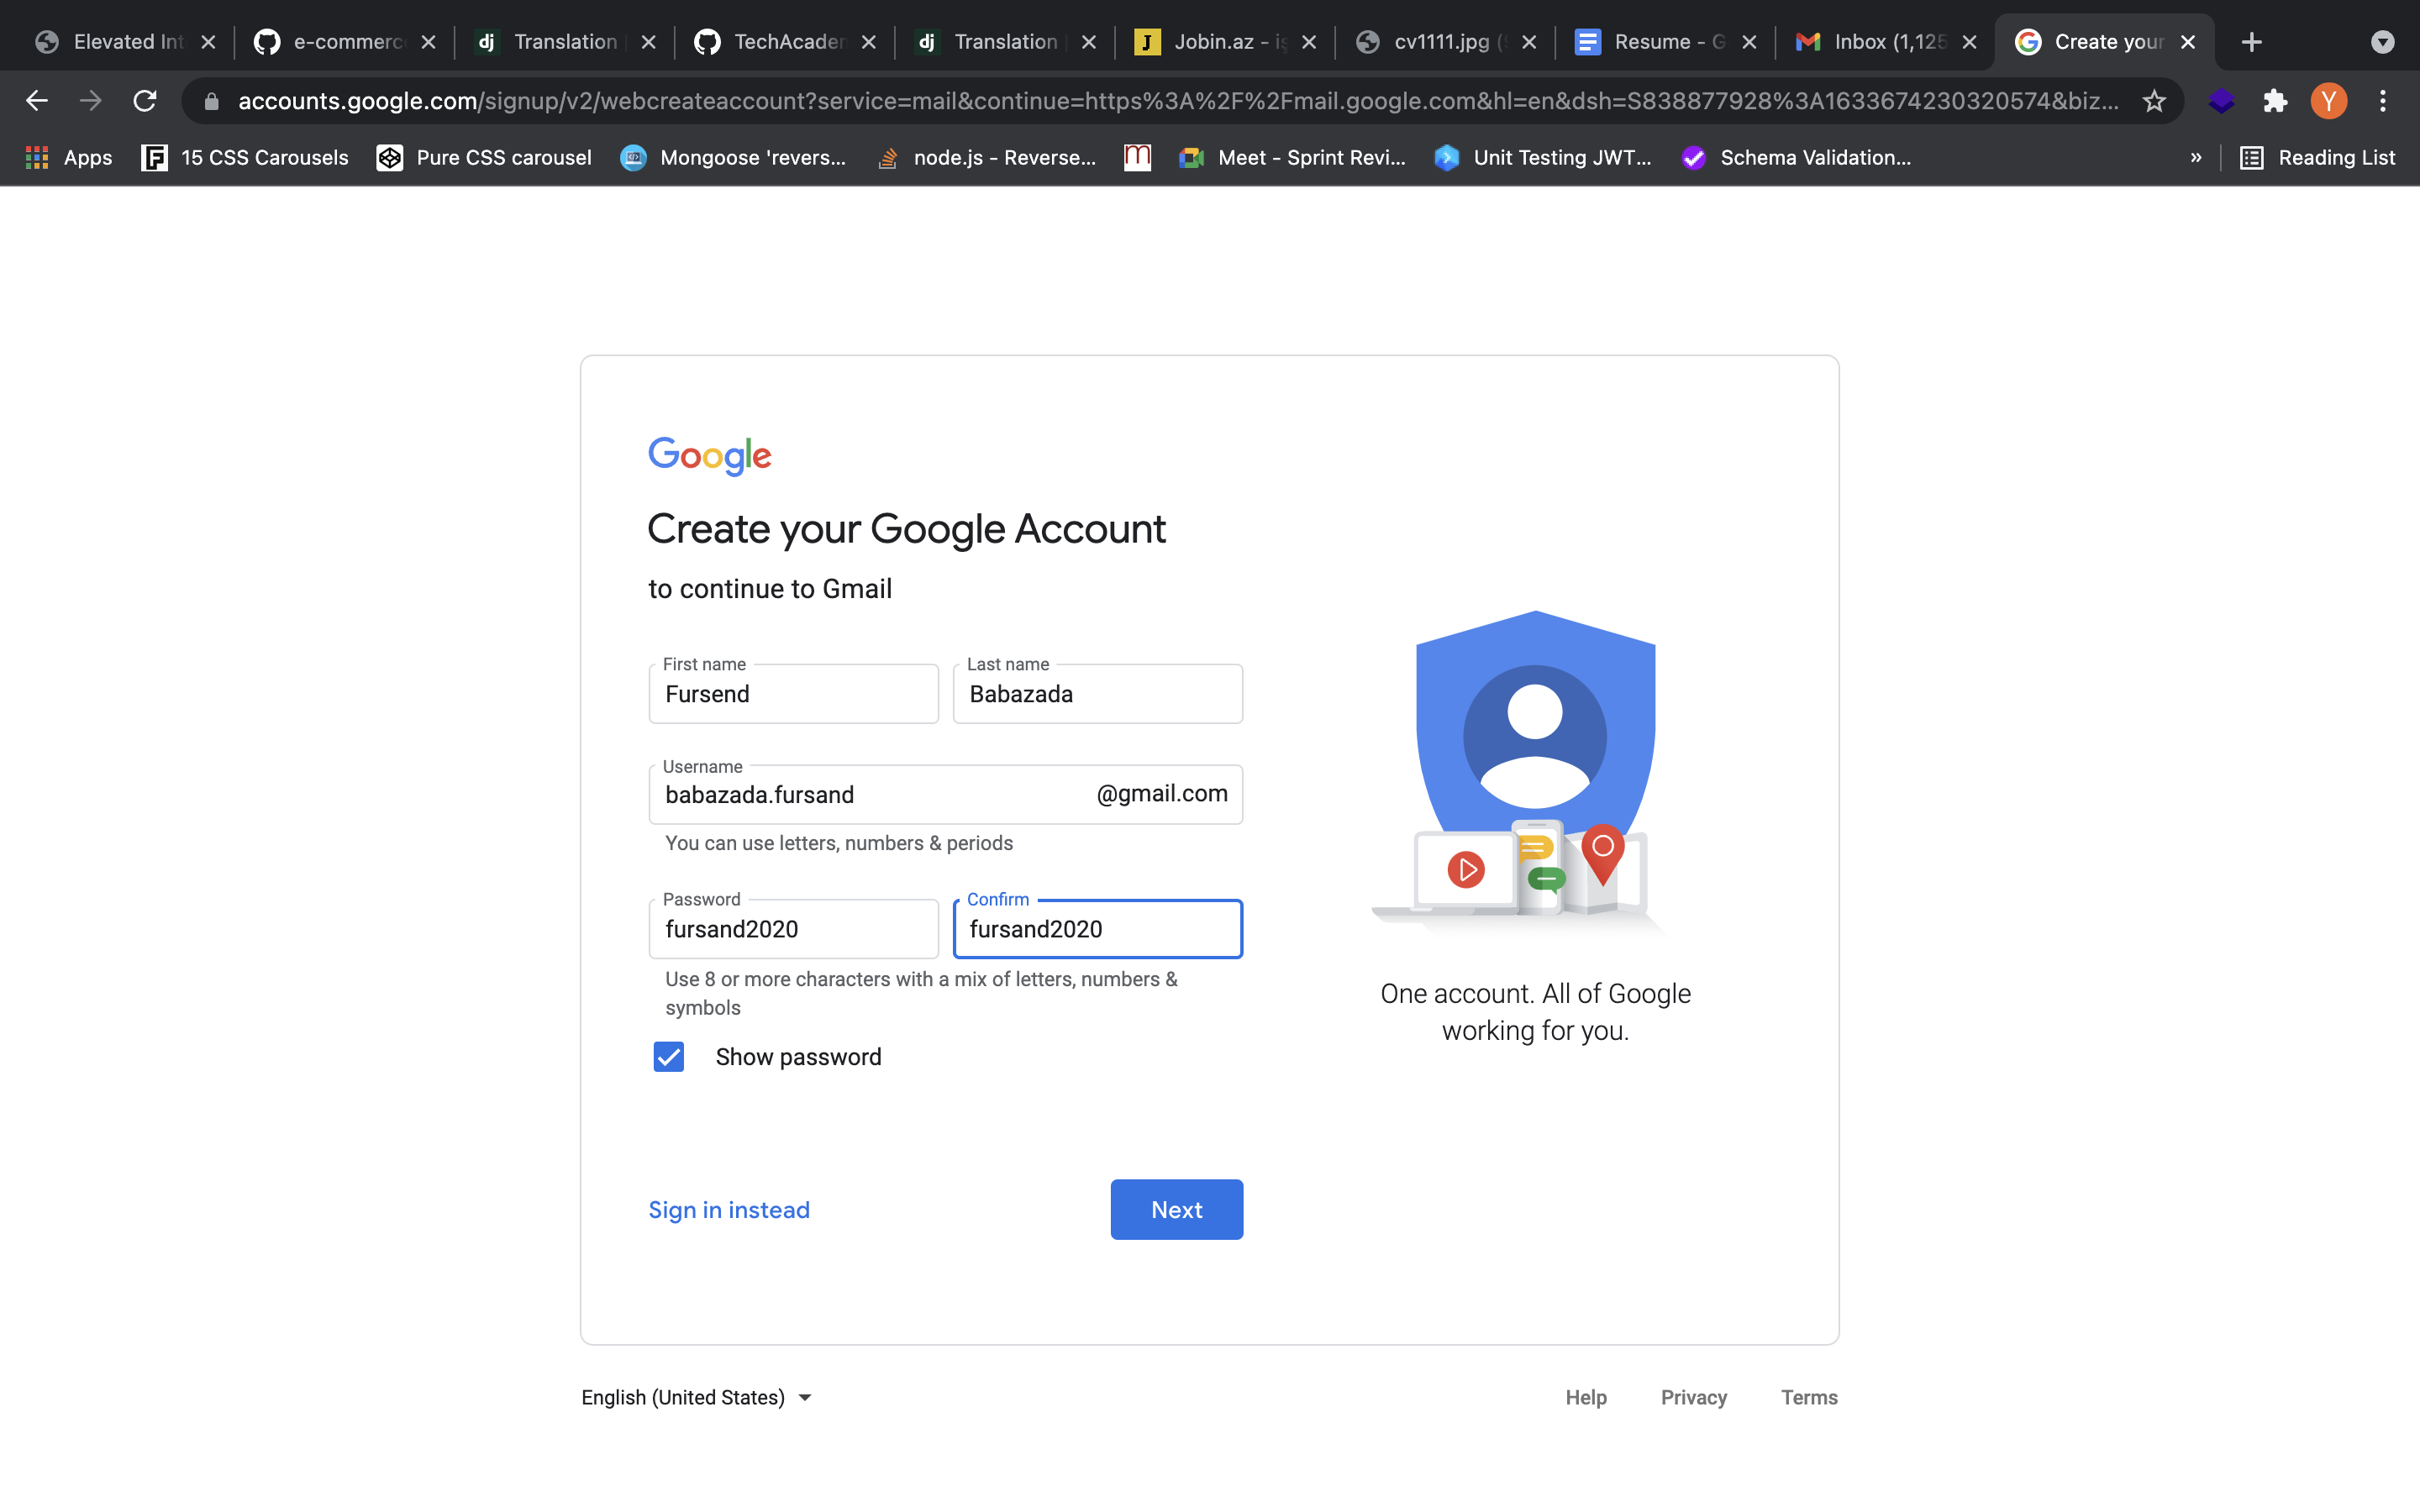 Elevated Int
e-commerc
dj Translation
TechAcaden
dj Translation
J Jobin.az - iş
cv1111.jpg (
Resume - G
Inbox (1,125
Create your
accounts.google.com/signup/v2/webcreateaccount?service=mail&continue=https%3A%2F%2Fmail.google.com&hl=en&dsh=S838877928%3A1633674230320574&biz...
Y
Apps
15 CSS Carousels
Pure CSS carousel
Mongoose 'revers...
node.js - Reverse...
m
Meet - Sprint Revi...
Unit Testing JWT...
Schema Validation...
»
Reading List
Google
Create your Google Account
to continue to Gmail
First name
Fursend
Last name
Babazada
Username
babazada.fursand
@gmail.com
You can use letters, numbers & periods
Password
fursand2020
Confirm
fursand2020
Use 8 or more characters with a mix of letters, numbers &
symbols
Show password
One account. All of Google
working for you.
Sign in instead
Next
English (United States)
Help
Privacy
Terms